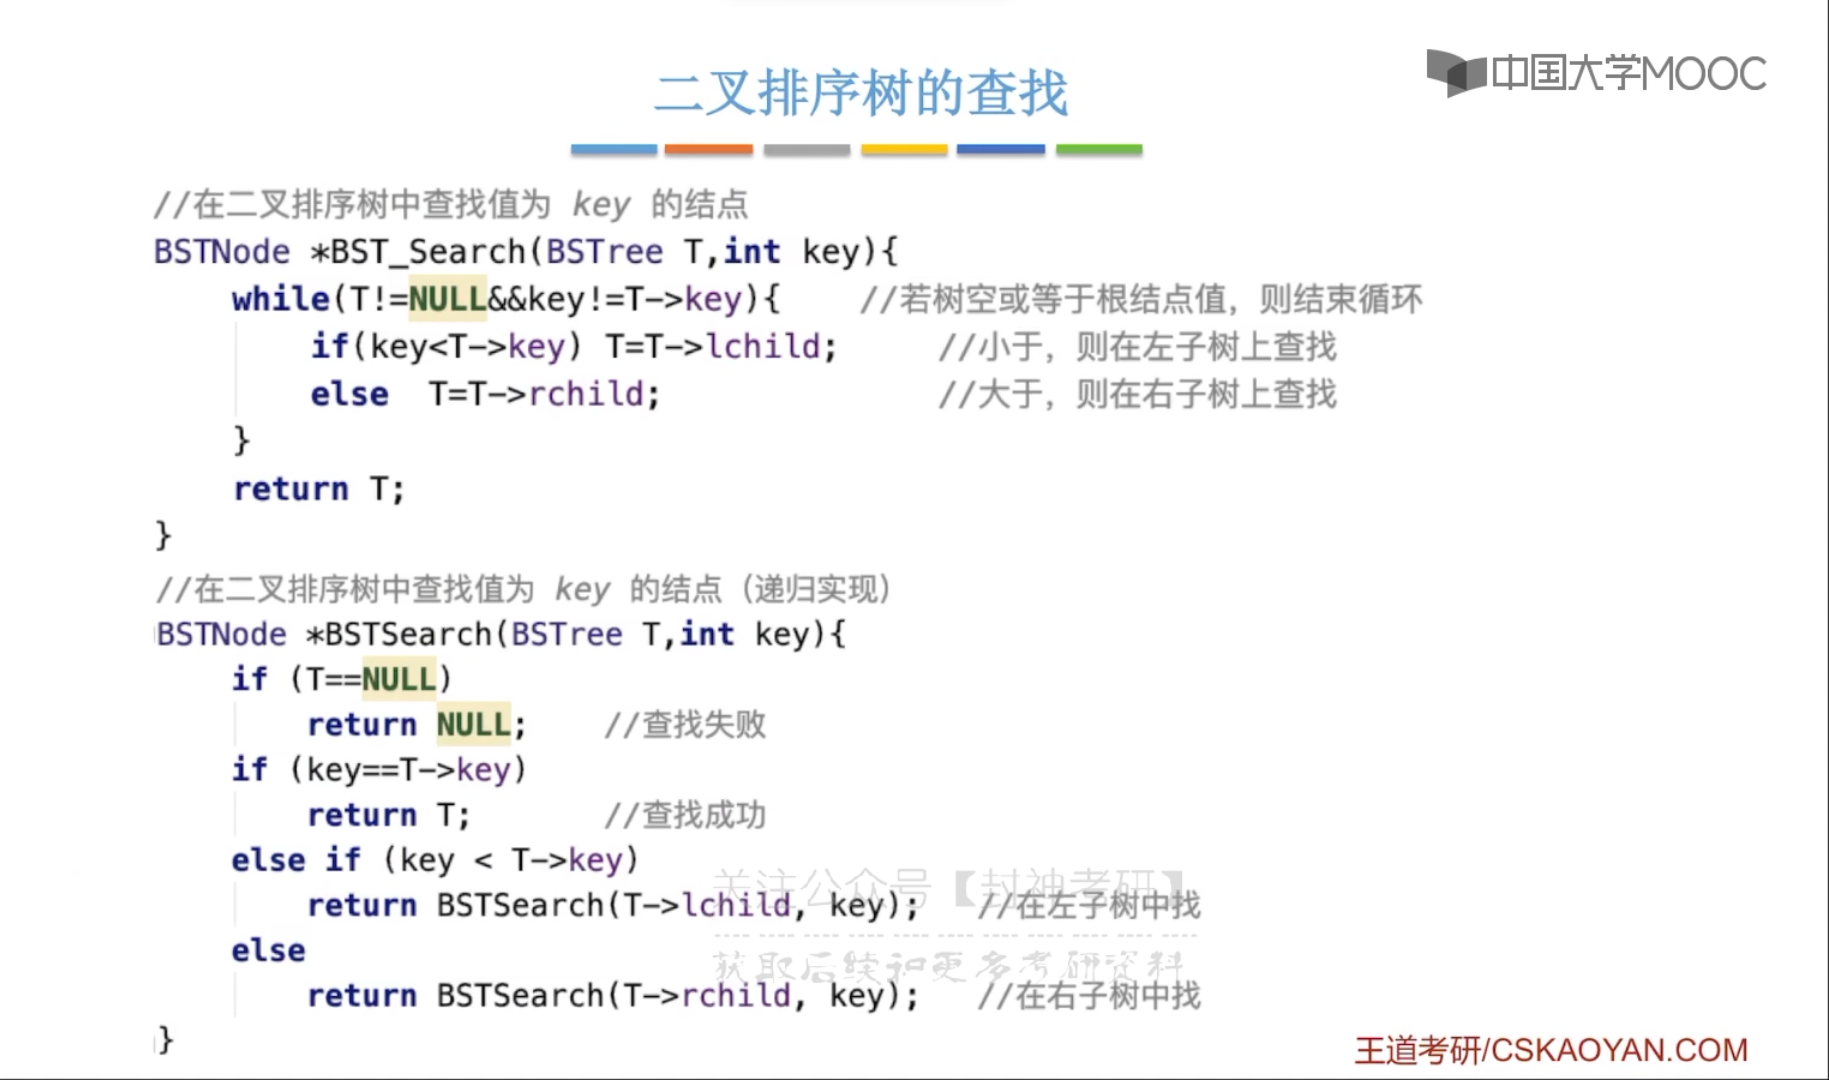 二叉排序树的查找
中国大学MOOC
//在二叉排序树中查找值为 key 的结点
BSTNode *BST_Search(BSTree T,int key){
while(T!=NULL&&key!=T->key){ //若树空或等于根结点值，则结束循环
if(key<T->key) T=T->lchild; //小于，则在左子树上查找
else T=T->rchild; //大于，则在右子树上查找
}
return T;
}
//在二叉排序树中查找值为 key 的结点（递归实现）
BSTNode *BSTSearch(BSTree T,int key){
if (T==NULL)
return NULL; //查找失败
if (key==T->key)
return T; //查找成功
else if (key < T->key)
关注公众号【封神考研】
return BSTSearch(T->lchild, key); //在左子树中找
else
获取后续和更多考研资料
return BSTSearch(T->rchild, key); //在右子树中找
}
王道考研/CSKAOYAN.COM